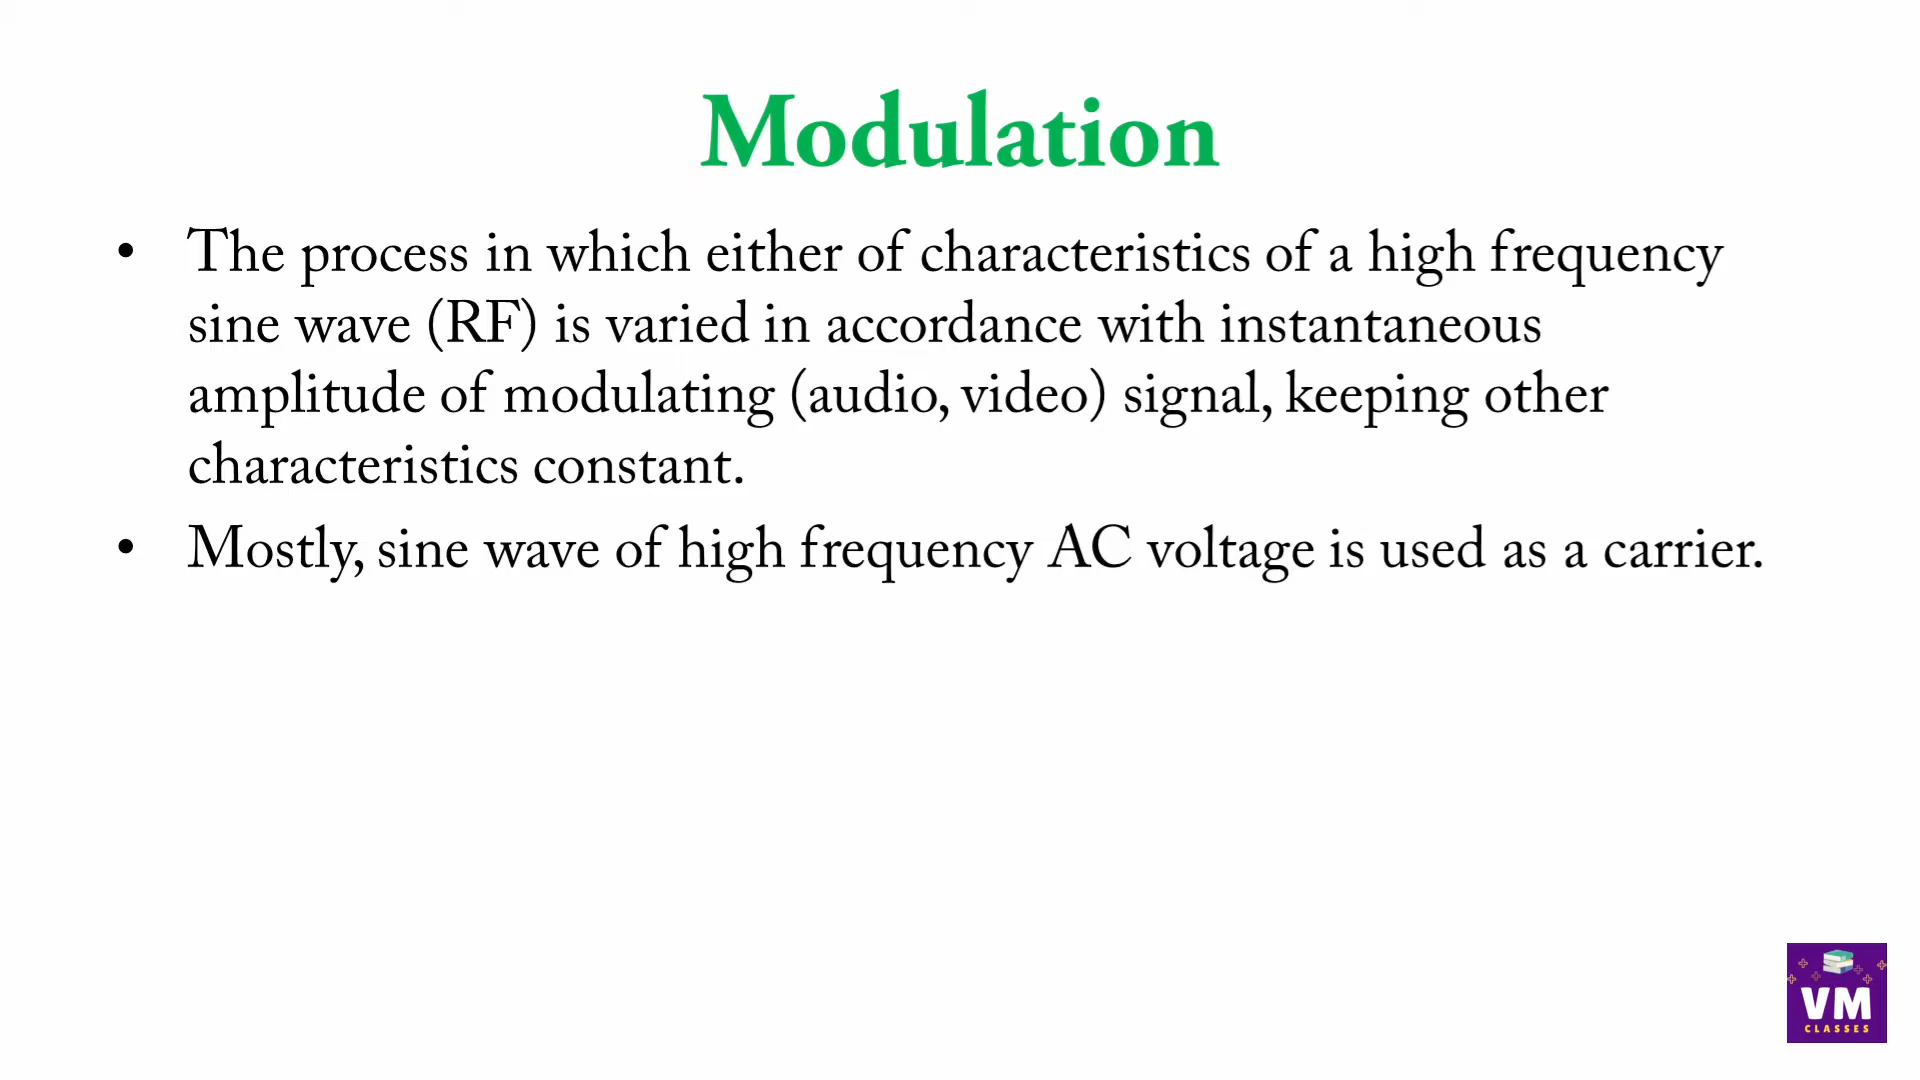 Modulation
• The process in which either of characteristics of a high frequency
sine wave (RF) is varied in accordance with instantaneous
amplitude of modulating (audio, video) signal, keeping other
characteristics constant.
• Mostly, sine wave of high frequency AC voltage is used as a carrier.
VM
CLASSES